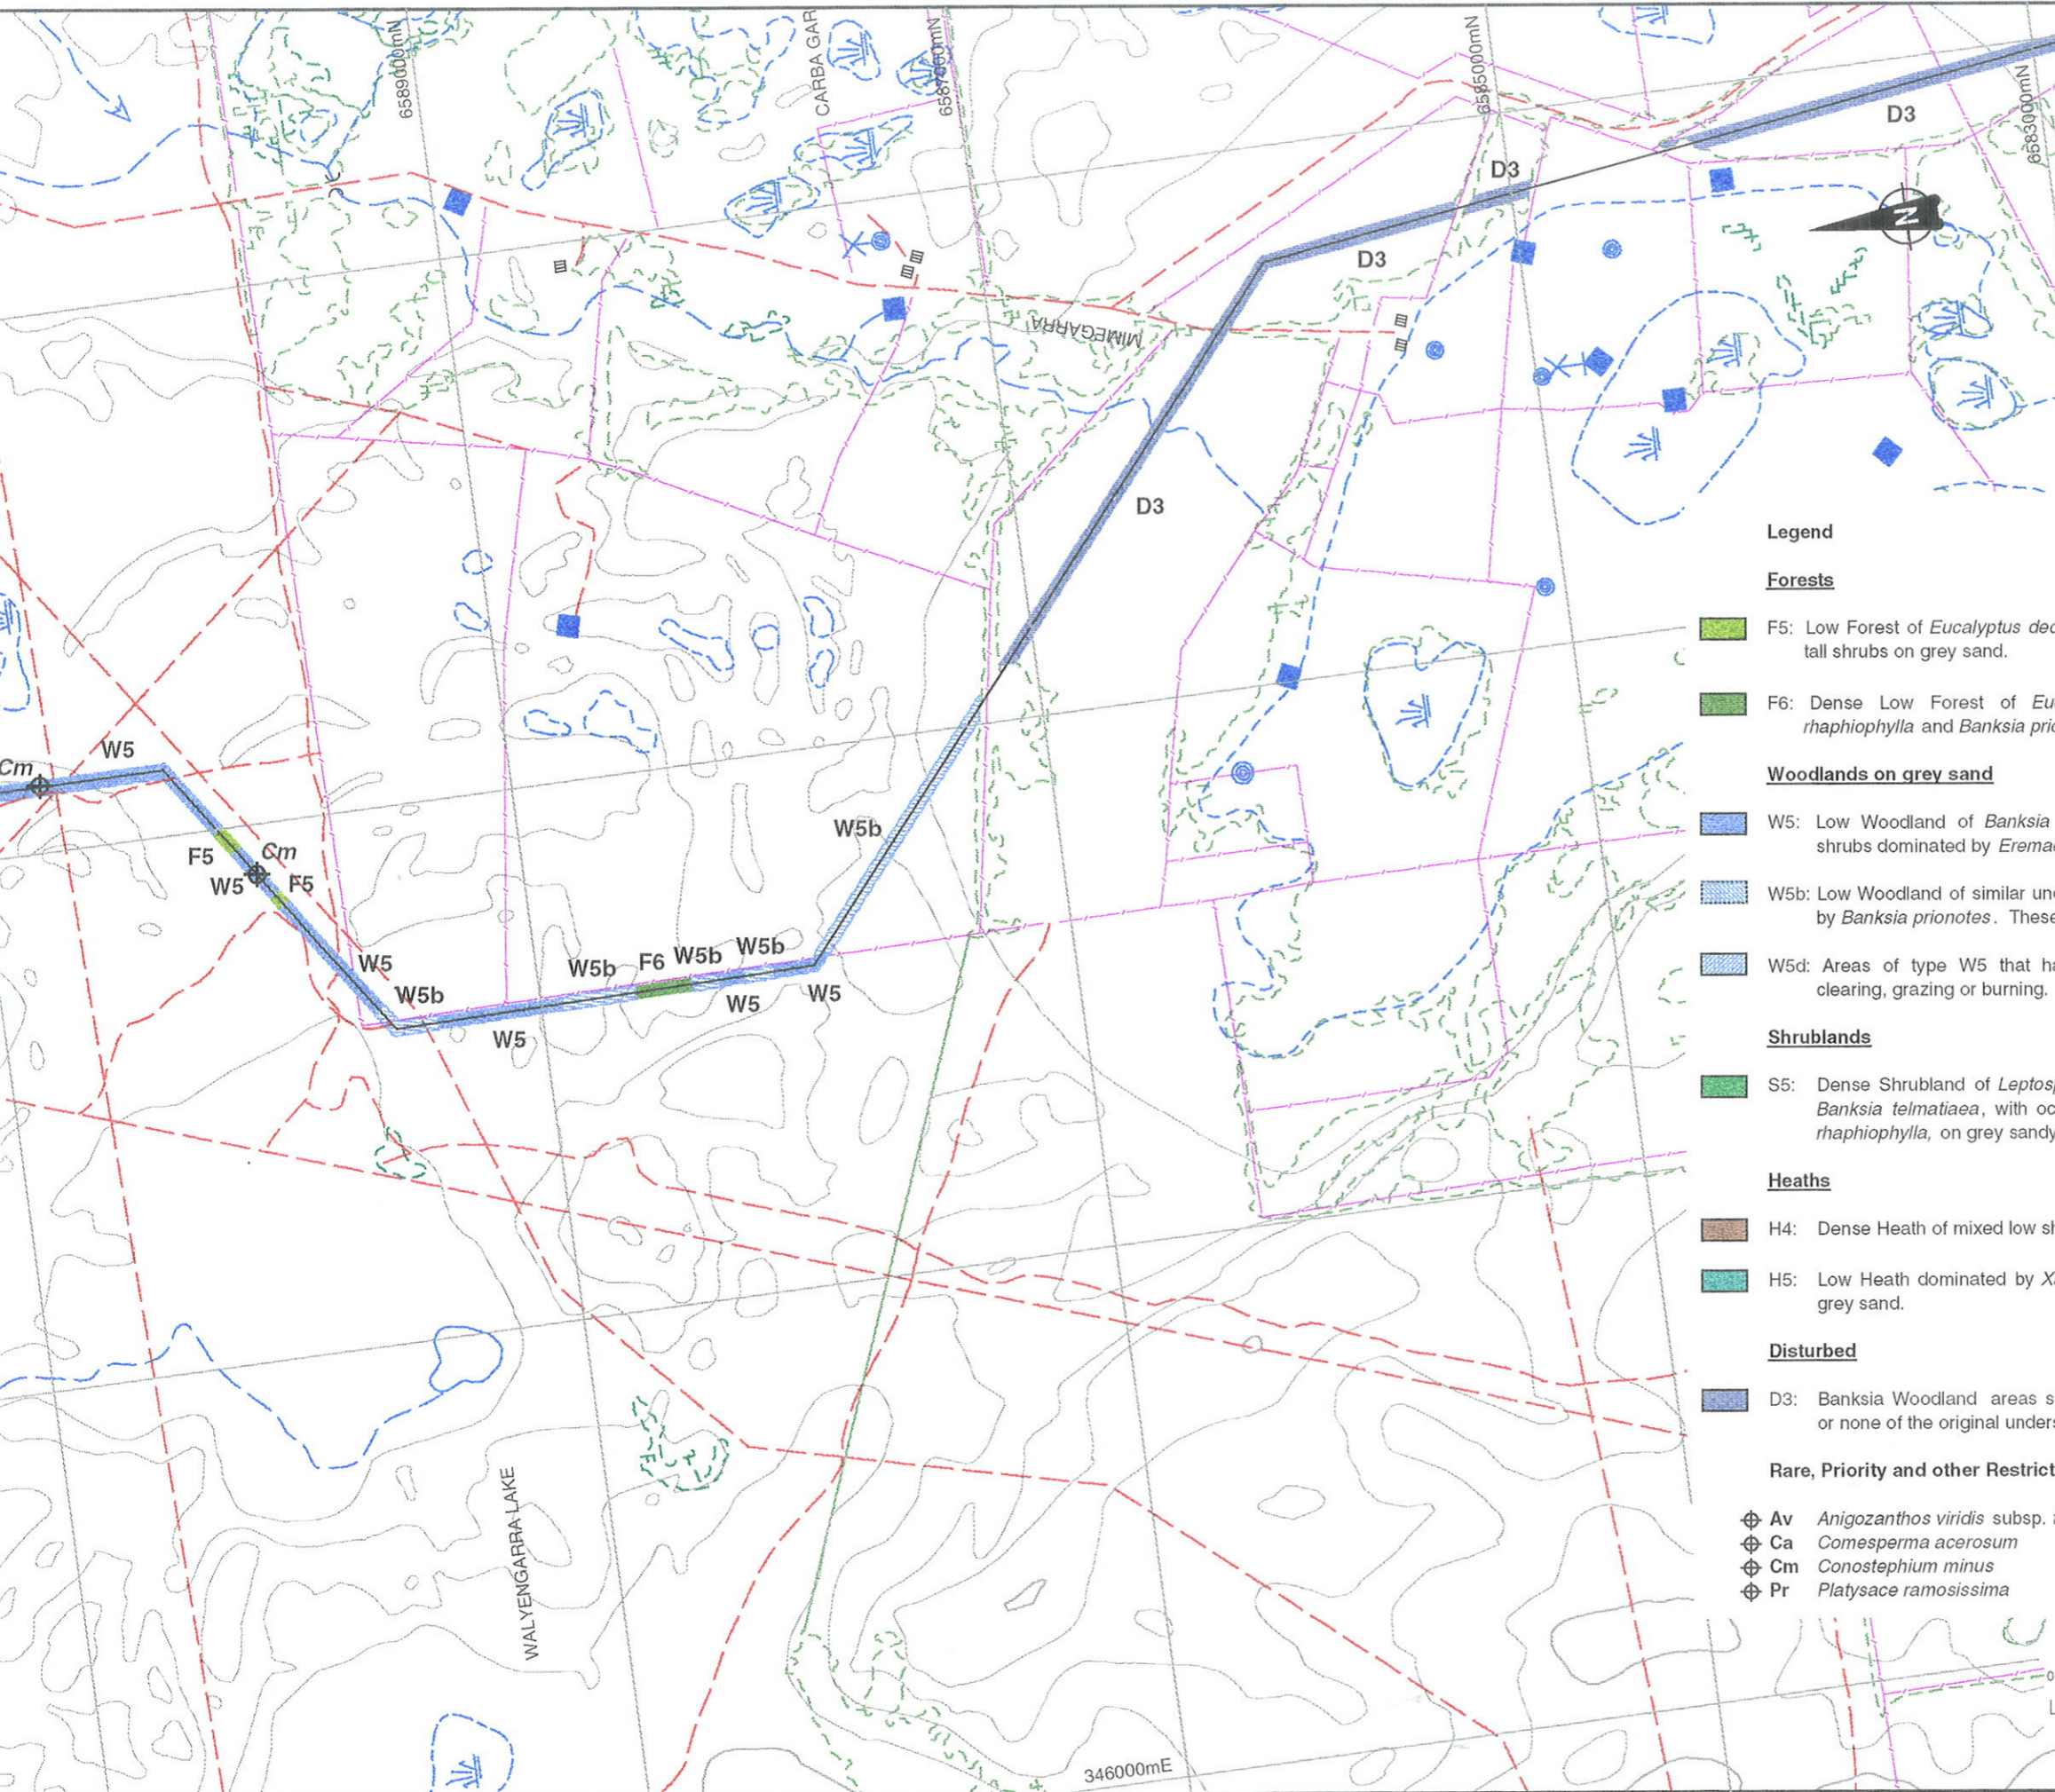 6589000mN
CARBA GAR
6587000mN
6585000mN
6583000mN
D3
D3
N
D3
MIMEGARRA
D3
W5
Cm
W5b
F5
Cm
W5
F5
W5
W5b
W5b
F6
W5b
W5b
W5
W5
W5
WALYENGARRA LAKE
346000mE
Legend
Forests
F5: Low Forest of Eucalyptus dec
tall shrubs on grey sand.
F6: Dense Low Forest of Eu
rhaphiophylla and Banksia prio
Woodlands on grey sand
W5: Low Woodland of Banksia
shrubs dominated by Eremae
W5b: Low Woodland of similar und
by Banksia prionotes. These
W5d: Areas of type W5 that ha
clearing, grazing or burning.
Shrublands
S5: Dense Shrubland of Leptosp
Banksia telmatiaea, with oc
rhaphiophylla, on grey sandy
Heaths
H4: Dense Heath of mixed low sh
H5: Low Heath dominated by Xa
grey sand.
Disturbed
D3: Banksia Woodland areas s
or none of the original unders
Rare, Priority and other Restrict
Av Anigozanthos viridis subsp.
Ca Comesperma acerosum
Cm Conostephium minus
Pr Platysace ramosissima